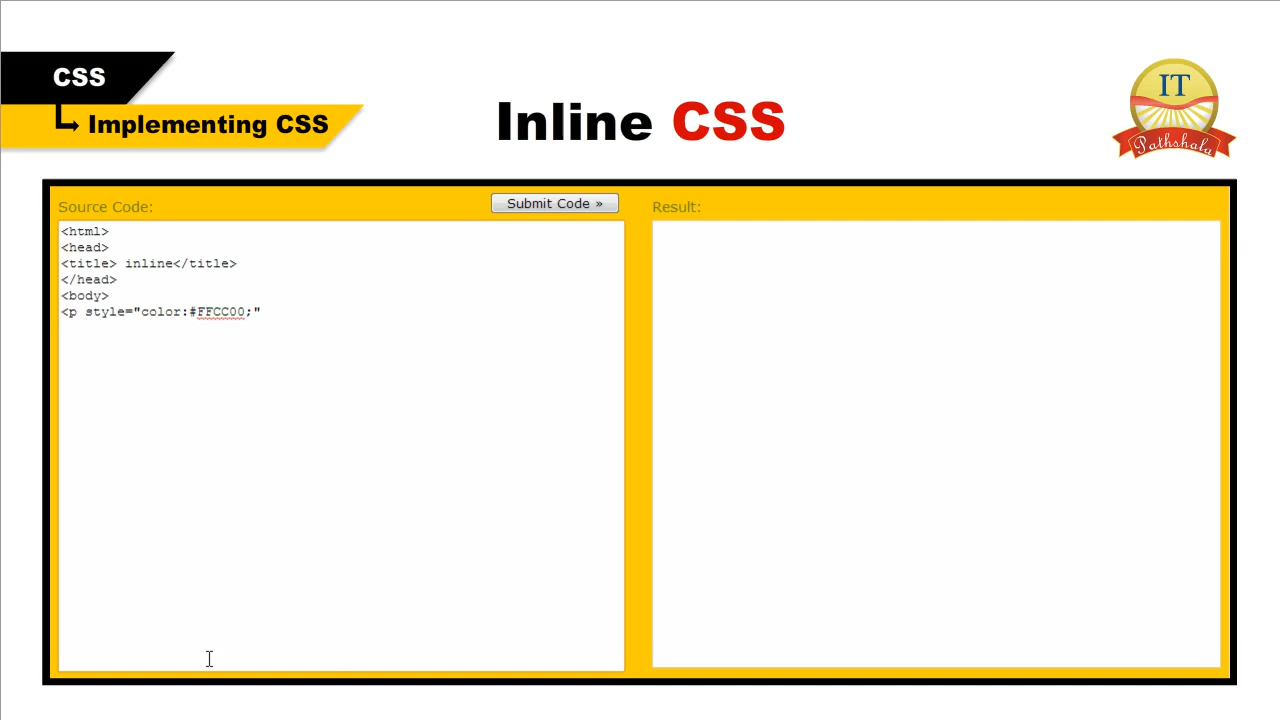 CSS
Implementing CSS
Inline CSS
IT
Pathshala
Source Code:
Submit Code »
Result:
<html>
<head>
<title> inline</title>
</head>
<body>
<p style="color:#FFCC00;"